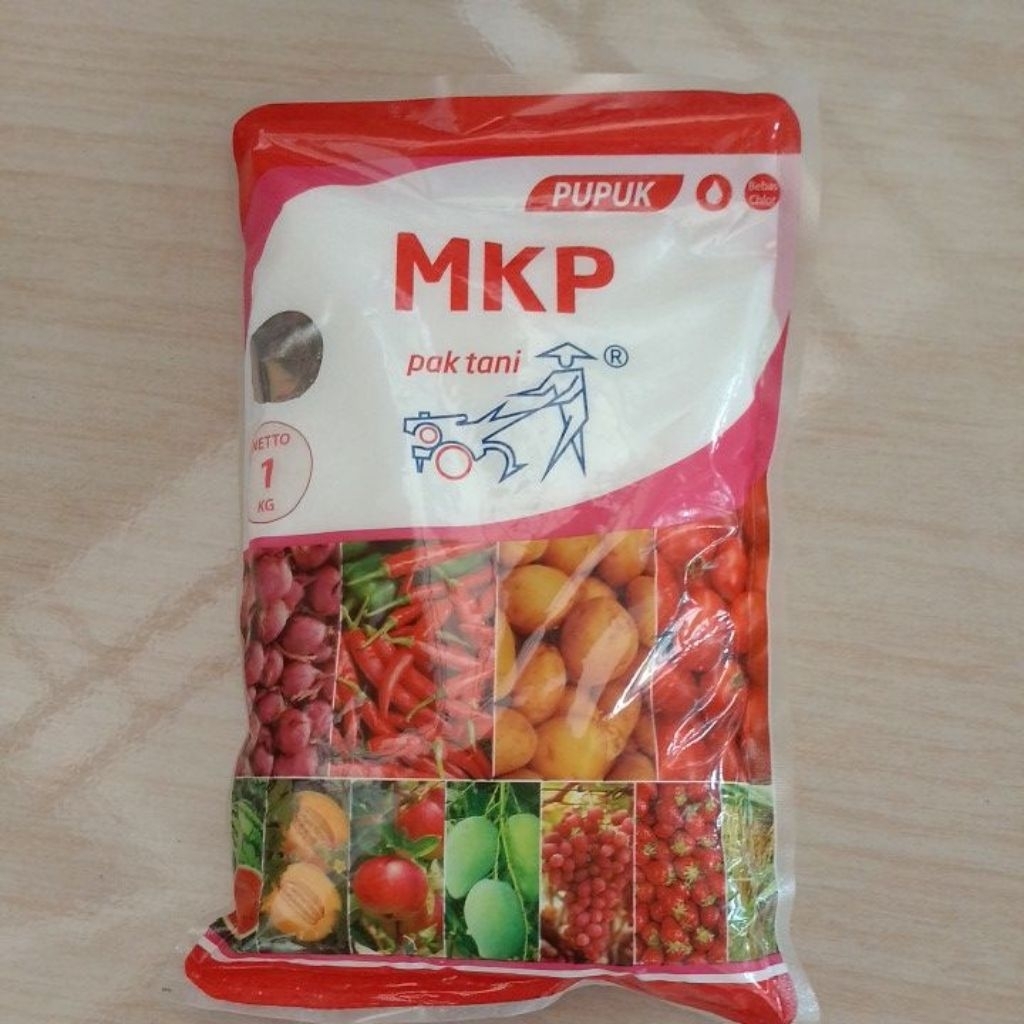 PUPUK
Bebas
Chlor
MKP
pak tani ®
NETTO
1
KG